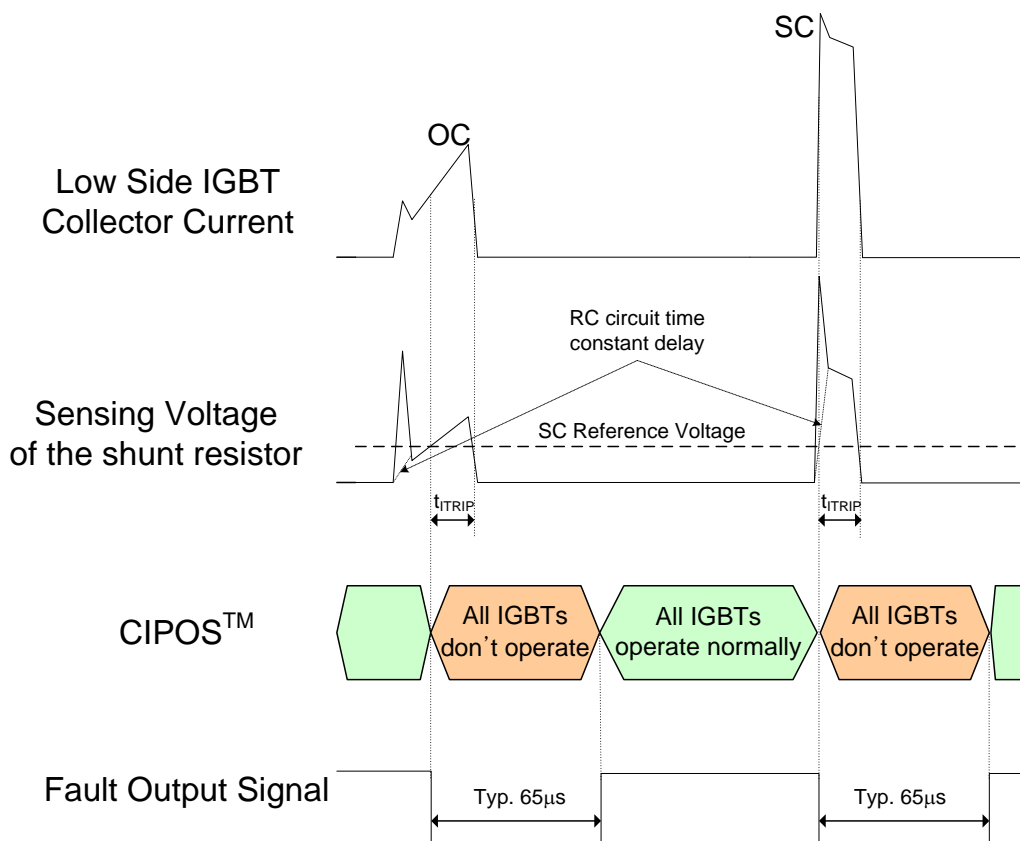 SC
OC
Low Side IGBT
Collector Current
RC circuit time
constant delay
Sensing Voltage
of the shunt resistor
SC Reference Voltage
tITRIP
tITRIP
CIPOS™
All IGBTs
don't operate
All IGBTs
operate normally
All IGBTs
don't operate
Fault Output Signal
Typ. 65μs
Typ. 65μs